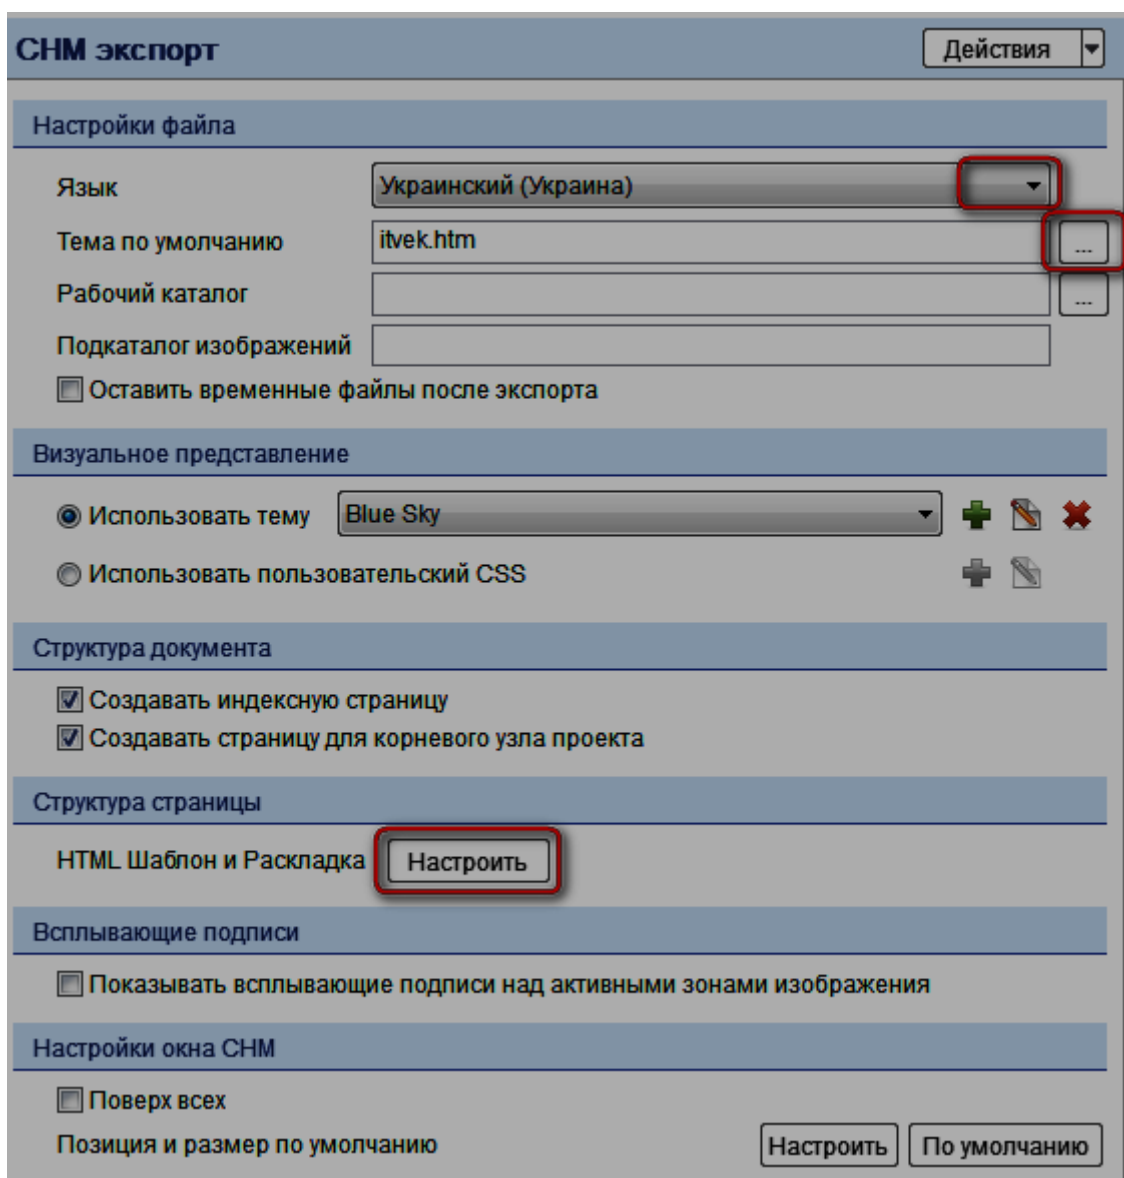 CHM экспорт
Действия
Настройки файла
Язык
Украинский (Украина)
Тема по умолчанию
itvek.htm
...
Рабочий каталог
...
Подкаталог изображений
Оставить временные файлы после экспорта
Визуальное представление
Использовать тему
Blue Sky
Использовать пользовательский CSS
Структура документа
Создавать индексную страницу
Создавать страницу для корневого узла проекта
Структура страницы
HTML Шаблон и Раскладка
Настроить
Всплывающие подписи
Показывать всплывающие подписи над активными зонами изображения
Настройки окна CHM
Поверх всех
Позиция и размер по умолчанию
Настроить
По умолчанию